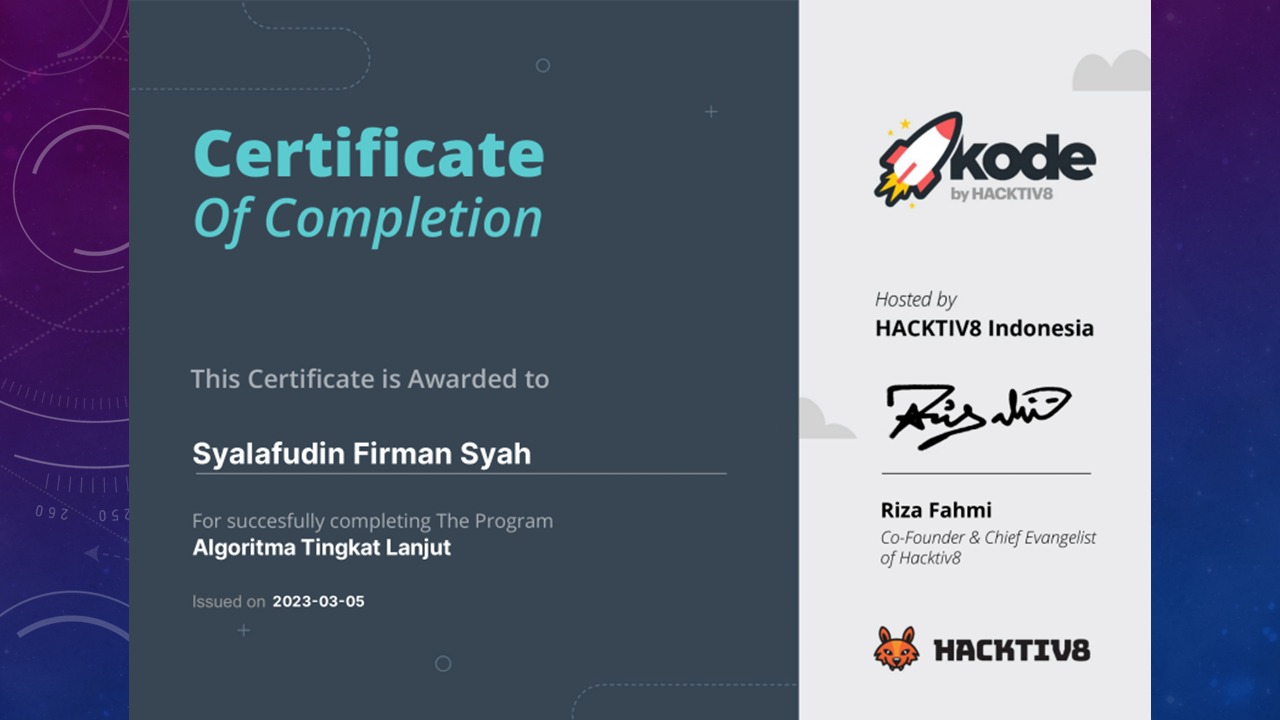 Certificate
Of Completion
This Certificate is Awarded to
Syalafudin Firman Syah
For succesfully completing The Program
Algoritma Tingkat Lanjut
Issued on 2023-03-05
kode
by HACKTIV8
Hosted by
HACKTIV8 Indonesia
Riza Fahmi
Co-Founder & Chief Evangelist
of Hacktiv8
HACKTIV8
260